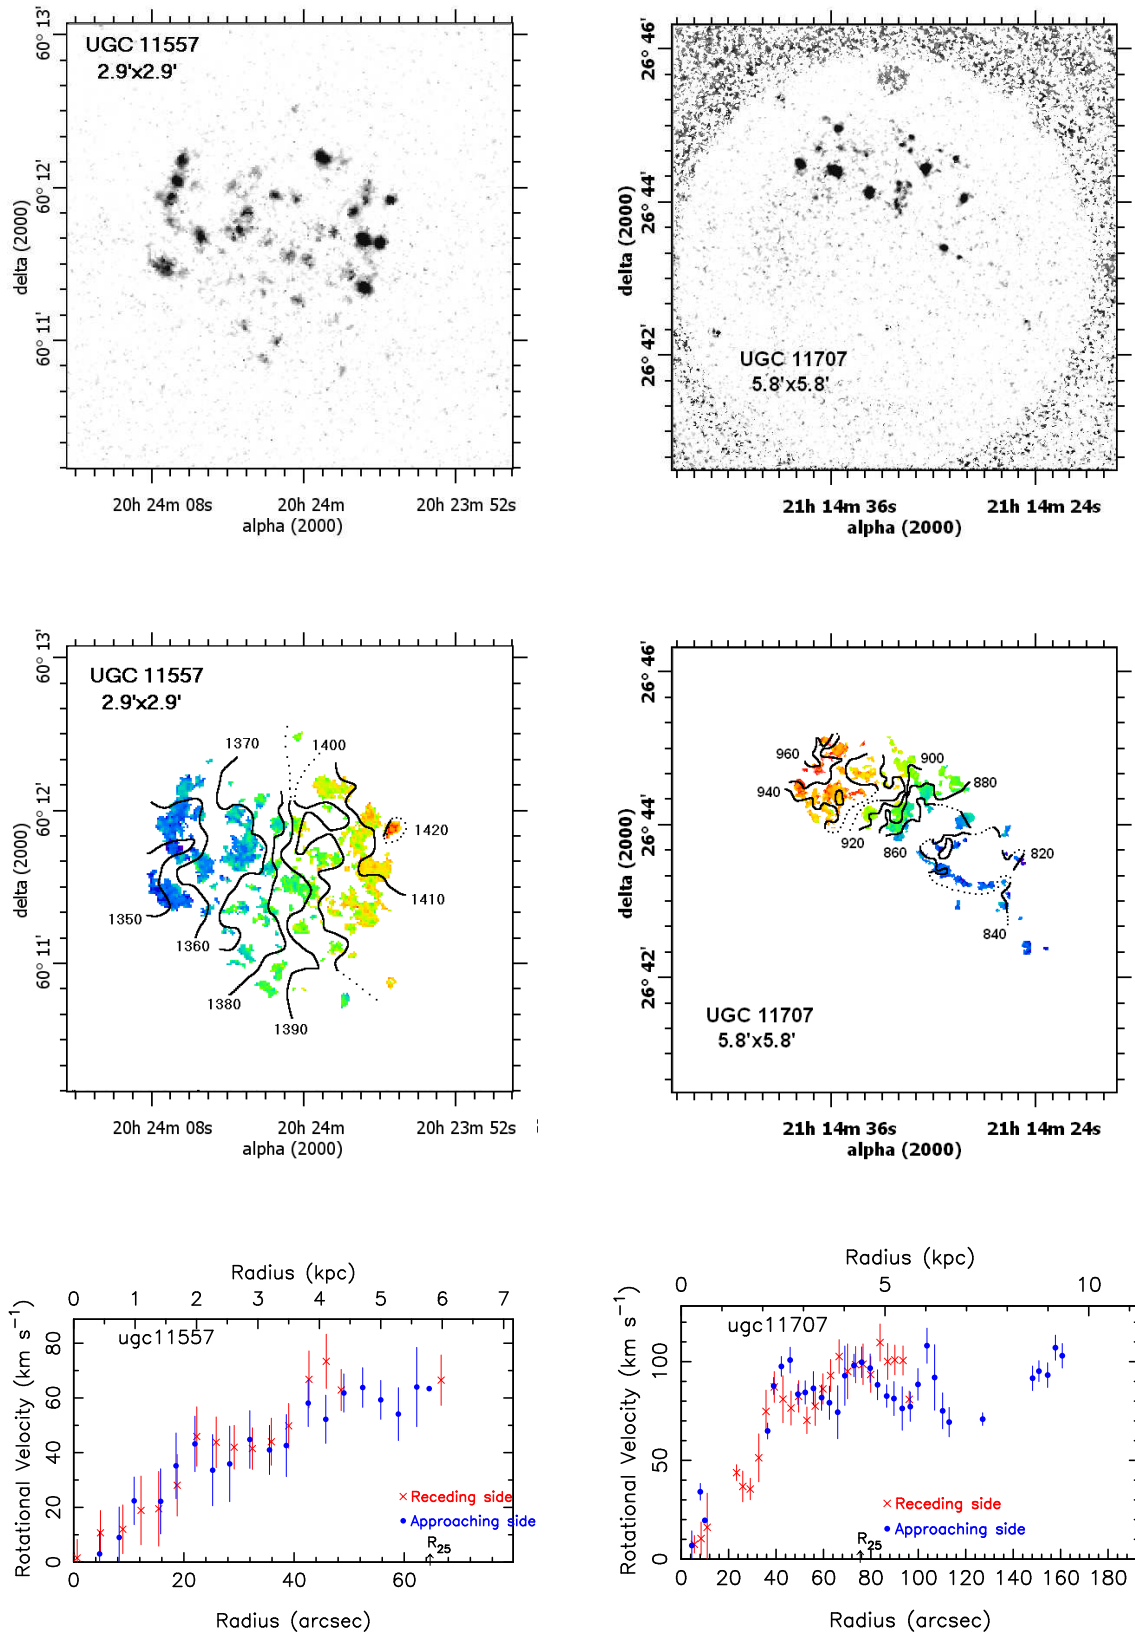 UGC 11557
2.9'x2.9'
60° 13'
60° 12'
60° 11'
delta (2000)
20h 24m 08s
20h 24m
20h 23m 52s
alpha (2000)
26° 46'
26° 44'
26° 42'
delta (2000)
UGC 11707
5.8'x5.8'
21h 14m 36s
21h 14m 24s
alpha (2000)
UGC 11557
2.9'x2.9'
60° 13'
60° 12'
60° 11'
delta (2000)
1370
1400
1420
1410
1350
1360
1380
1390
20h 24m 08s
20h 24m
20h 23m 52s
alpha (2000)
26° 46'
26° 44'
26° 42'
delta (2000)
960
900
940
880
920
860
820
840
UGC 11707
5.8'x5.8'
21h 14m 36s
21h 14m 24s
alpha (2000)
Radius (kpc)
0 1 2 3 4 5 6 7
ugc11557
Rotational Velocity (km s⁻¹)
80
60
40
20
0
Receding side
Approaching side
R25
0 20 40 60
Radius (arcsec)
Radius (kpc)
0 5 10
ugc11707
Rotational Velocity (km s⁻¹)
100
50
0
Receding side
Approaching side
R25
0 20 40 60 80 100 120 140 160 180
Radius (arcsec)